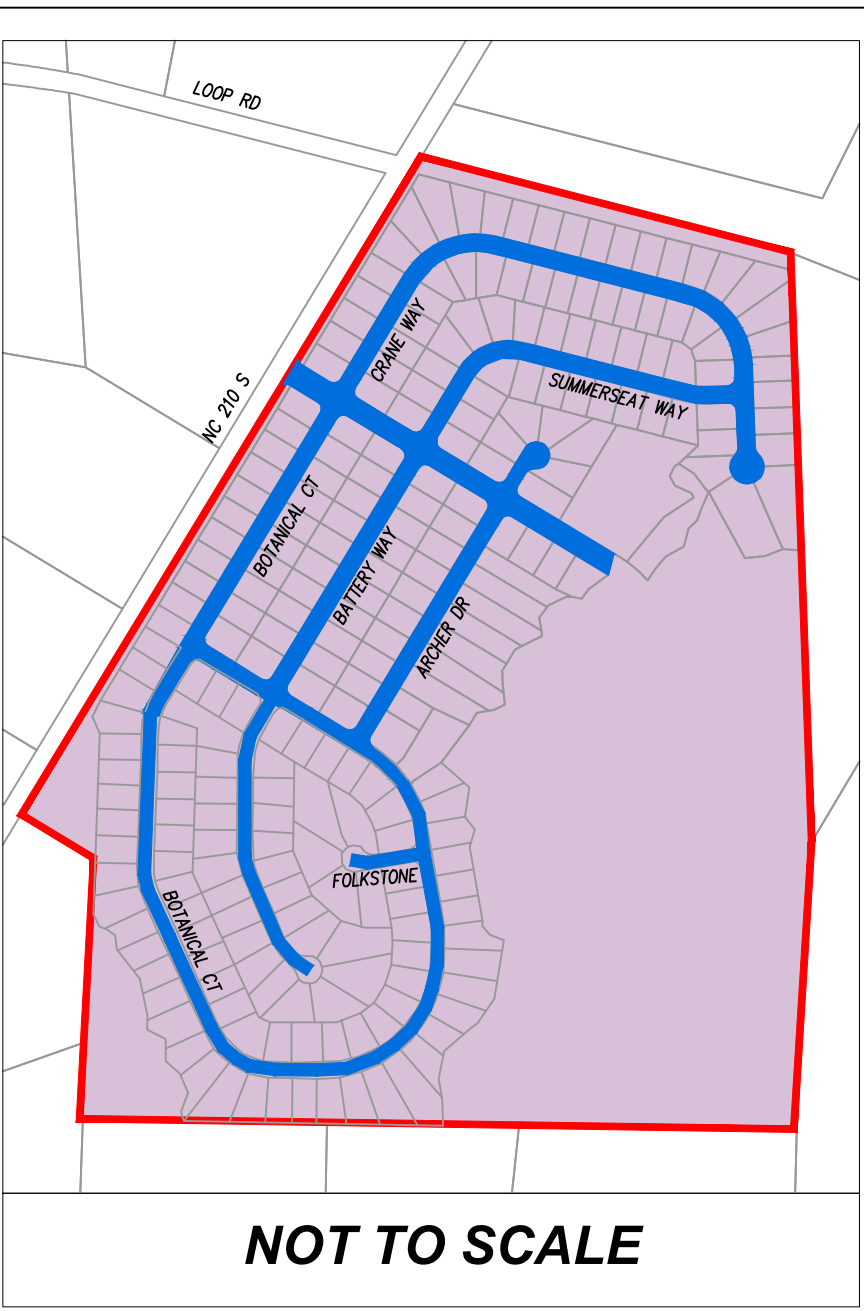 LOOP RD
CRANE WAY
NC 210 S
SUMMERSEAT WAY
BOTANICAL CT
BATTERY WAY
ARCHER DR
FOLKSTONE
BOTANICAL CT
NOT TO SCALE